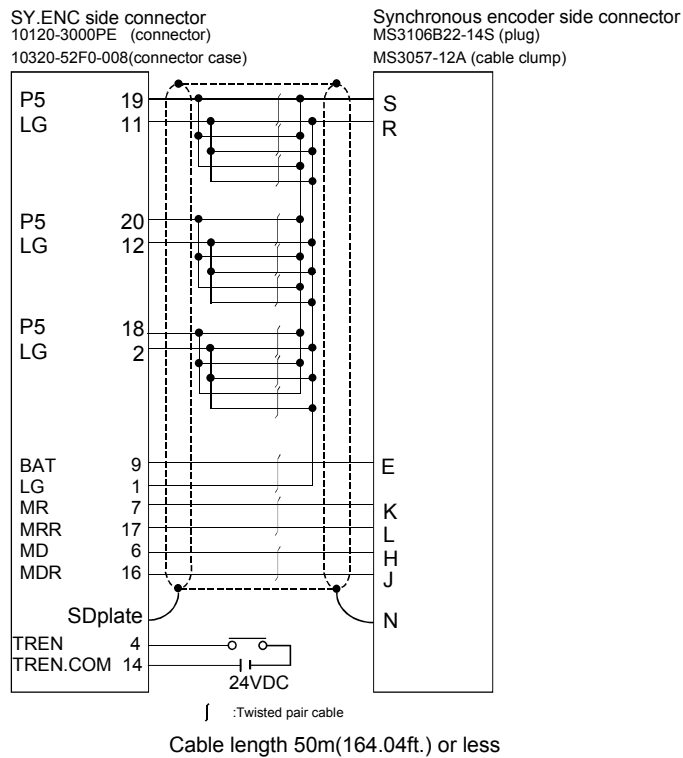 SY.ENC side connector
10120-3000PE (connector)
10320-52F0-008(connector case)
Synchronous encoder side connector
MS3106B22-14S (plug)
MS3057-12A (cable clump)
P5 19 S
LG 11 R
P5 20
LG 12
P5 18
LG 2
BAT 9 E
LG 1
MR 7 K
MRR 17 L
MD 6 H
MDR 16 J
SDplate N
TREN 4
TREN.COM 14
24VDC
:Twisted pair cable
Cable length 50m(164.04ft.) or less